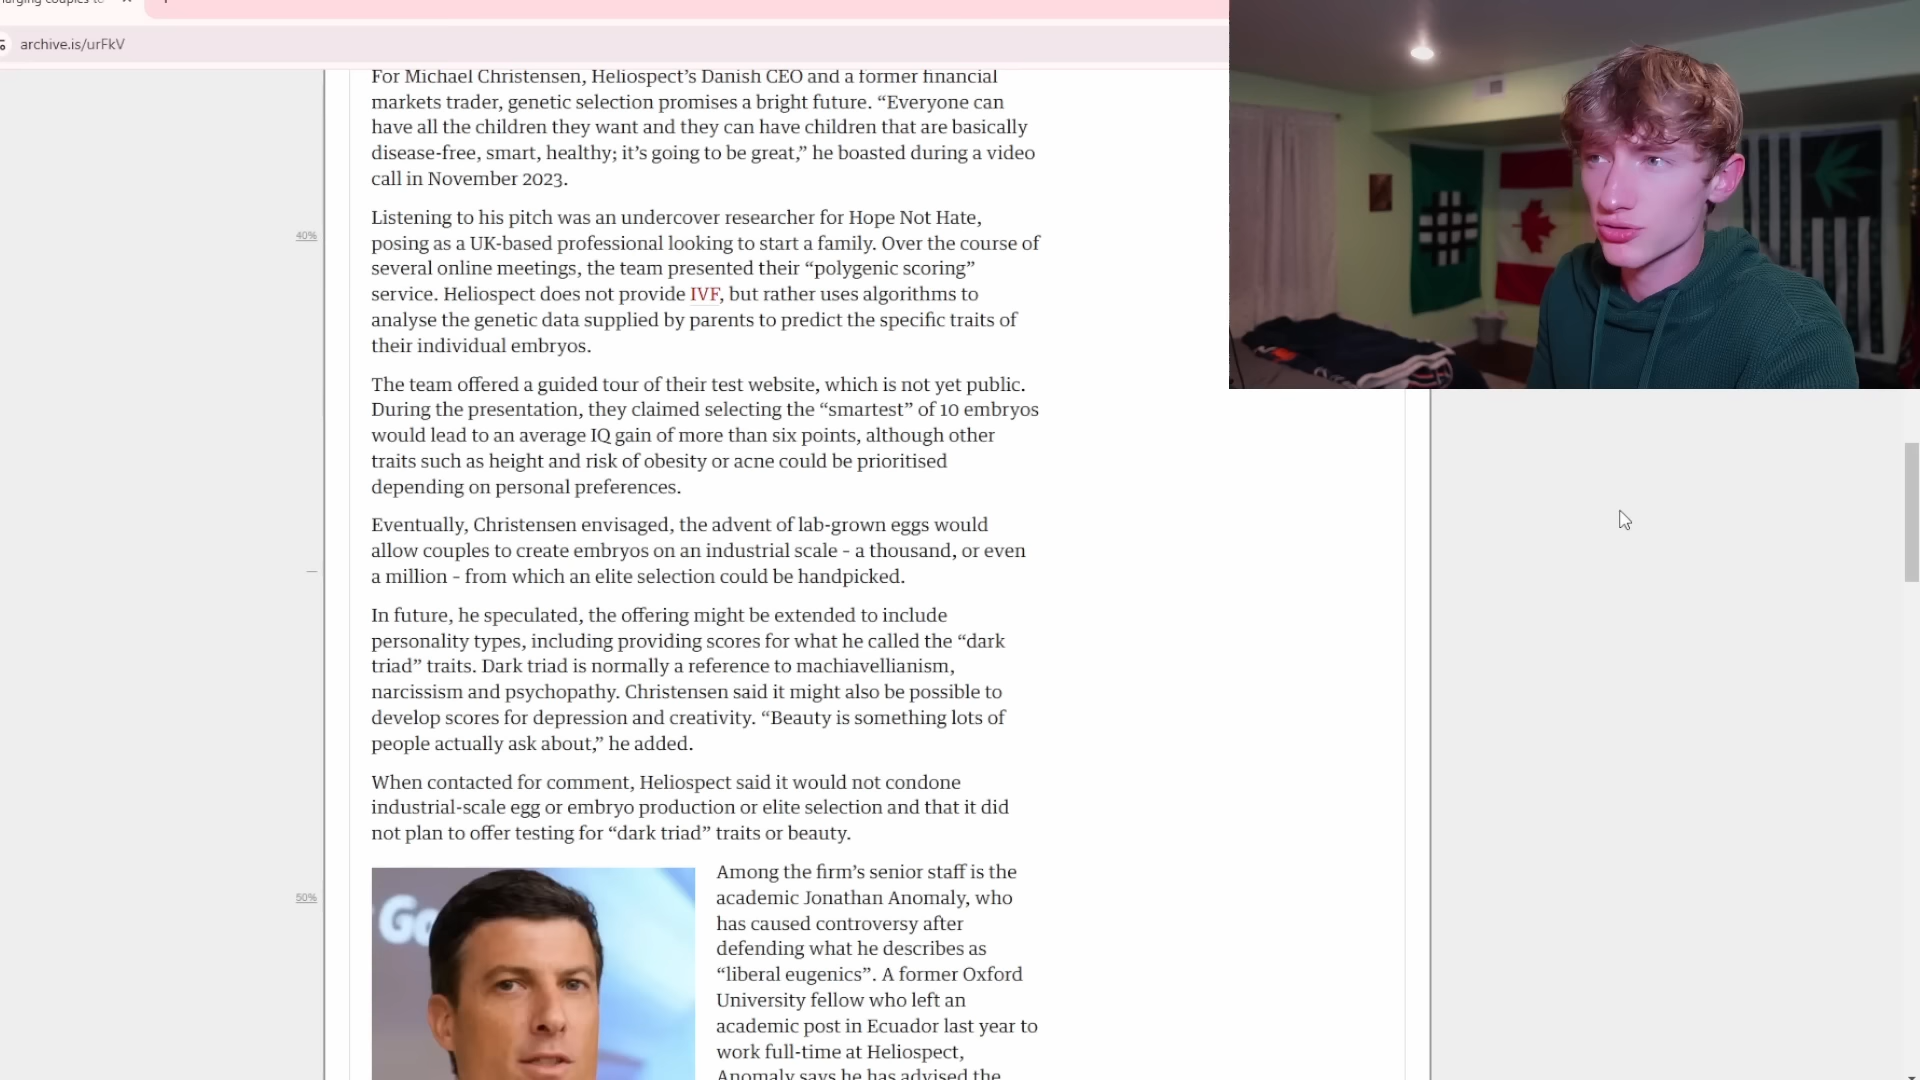 archive.is/urFkV
For Michael Christensen, Heliospect’s Danish CEO and a former financial
markets trader, genetic selection promises a bright future. “Everyone can
have all the children they want and they can have children that are basically
disease-free, smart, healthy; it’s going to be great,” he boasted during a video
call in November 2023.
Listening to his pitch was an undercover researcher for Hope Not Hate,
posing as a UK-based professional looking to start a family. Over the course of
several online meetings, the team presented their “polygenic scoring”
service. Heliospect does not provide IVF, but rather uses algorithms to
analyse the genetic data supplied by parents to predict the specific traits of
their individual embryos.
40%
The team offered a guided tour of their test website, which is not yet public.
During the presentation, they claimed selecting the “smartest” of 10 embryos
would lead to an average IQ gain of more than six points, although other
traits such as height and risk of obesity or acne could be prioritised
depending on personal preferences.
Eventually, Christensen envisaged, the advent of lab-grown eggs would
allow couples to create embryos on an industrial scale – a thousand, or even
a million – from which an elite selection could be handpicked.
In future, he speculated, the offering might be extended to include
personality types, including providing scores for what he called the “dark
triad” traits. Dark triad is normally a reference to machiavellianism,
narcissism and psychopathy. Christensen said it might also be possible to
develop scores for depression and creativity. “Beauty is something lots of
people actually ask about,” he added.
When contacted for comment, Heliospect said it would not condone
industrial-scale egg or embryo production or elite selection and that it did
not plan to offer testing for “dark triad” traits or beauty.
50%
Go
Among the firm’s senior staff is the
academic Jonathan Anomaly, who
has caused controversy after
defending what he describes as
“liberal eugenics”. A former Oxford
University fellow who left an
academic post in Ecuador last year to
work full-time at Heliospect,
Anomaly says he has advised the